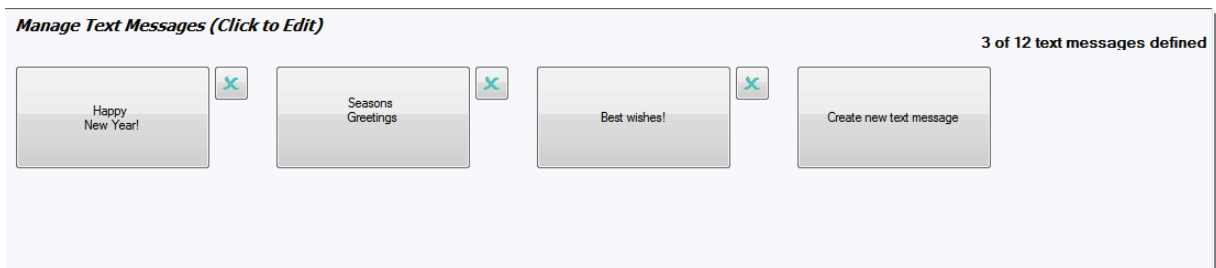 Manage Text Messages (Click to Edit)
3 of 12 text messages defined
Happy
New Year!
Seasons
Greetings
Best wishes!
Create new text message